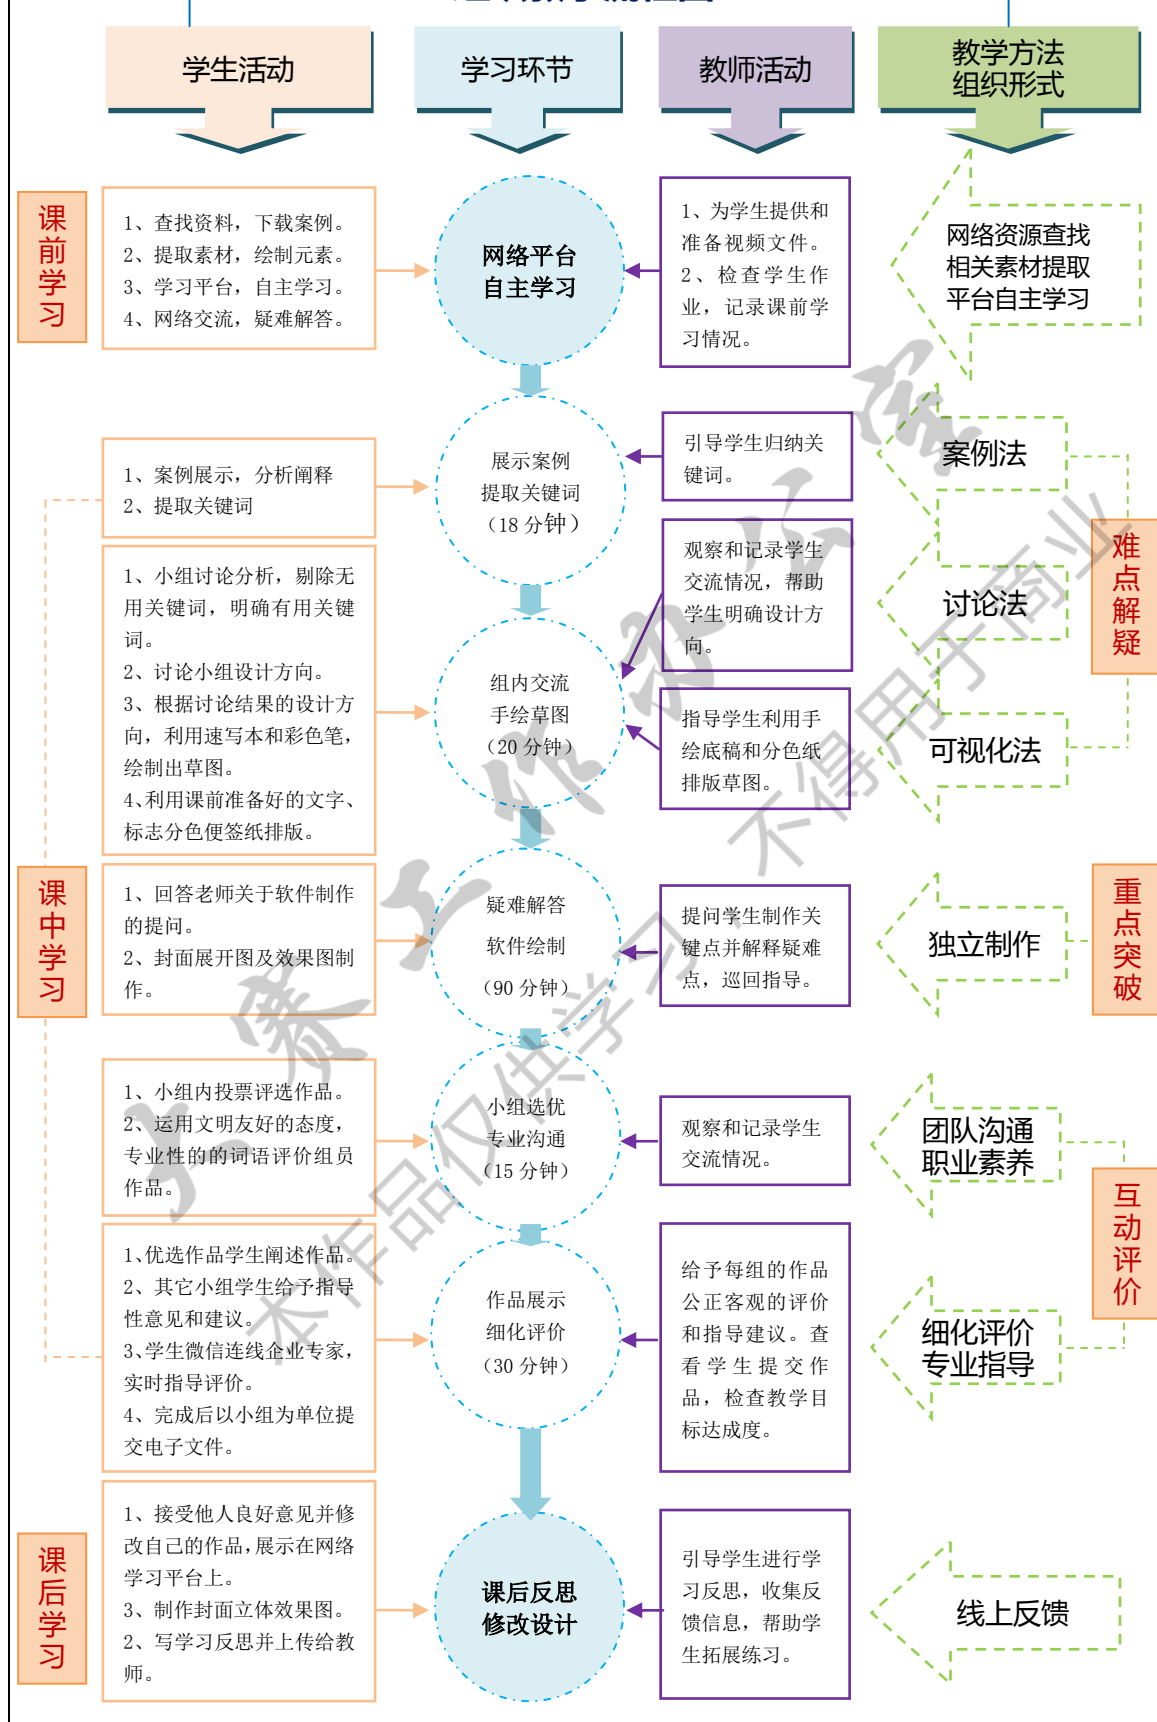 学生活动
学习环节
教师活动
教学方法
组织形式
课前学习
1、查找资料，下载案例。
2、提取素材，绘制元素。
3、学习平台，自主学习。
4、网络交流，疑难解答。
网络平台
自主学习
1、为学生提供和
准备视频文件。
2、检查学生作
业，记录课前学
习情况。
网络资源查找
相关素材提取
平台自主学习
课中学习
1、案例展示，分析阐释
2、提取关键词
展示案例
提取关键词
（18 分钟）
引导学生归纳关
键词。
案例法
难点解疑
1、小组讨论分析，剔除无
用关键词，明确有用关键
词。
2、讨论小组设计方向。
3、根据讨论结果的设计方
向，利用速写本和彩色笔，
绘制出草图。
4、利用课前准备好的文字、
标志分色便签纸排版。
组内交流
手绘草图
（20 分钟）
观察和记录学生
交流情况，帮助
学生明确设计方
向。
指导学生利用手
绘底稿和分色纸
排版草图。
讨论法
可视化法
1、回答老师关于软件制作
的提问。
2、封面展开图及效果图制
作。
疑难解答
软件绘制
（90 分钟）
提问学生制作关
键点并解释疑难
点，巡回指导。
独立制作
重点突破
1、小组内投票评选作品。
2、运用文明友好的态度，
专业性的的词语评价组员
作品。
小组选优
专业沟通
（15 分钟）
观察和记录学生
交流情况。
团队沟通
职业素养
互动评价
1、优选作品学生阐述作品。
2、其它小组学生给予指导
性意见和建议。
3、学生微信连线企业专家，
实时指导评价。
4、完成后以小组为单位提
交电子文件。
作品展示
细化评价
（30 分钟）
给予每组的作品
公正客观的评价
和指导建议。查
看学生提交作
品，检查教学目
标达成度。
细化评价
专业指导
课后学习
1、接受他人良好意见并修
改自己的作品，展示在网络
学习平台上。
3、制作封面立体效果图。
2、写学习反思并上传给教
师。
课后反思
修改设计
引导学生进行学
习反思，收集反
馈信息，帮助学
生拓展练习。
线上反馈
大赛工作办公室
本作品仅供学习，不得用于商业